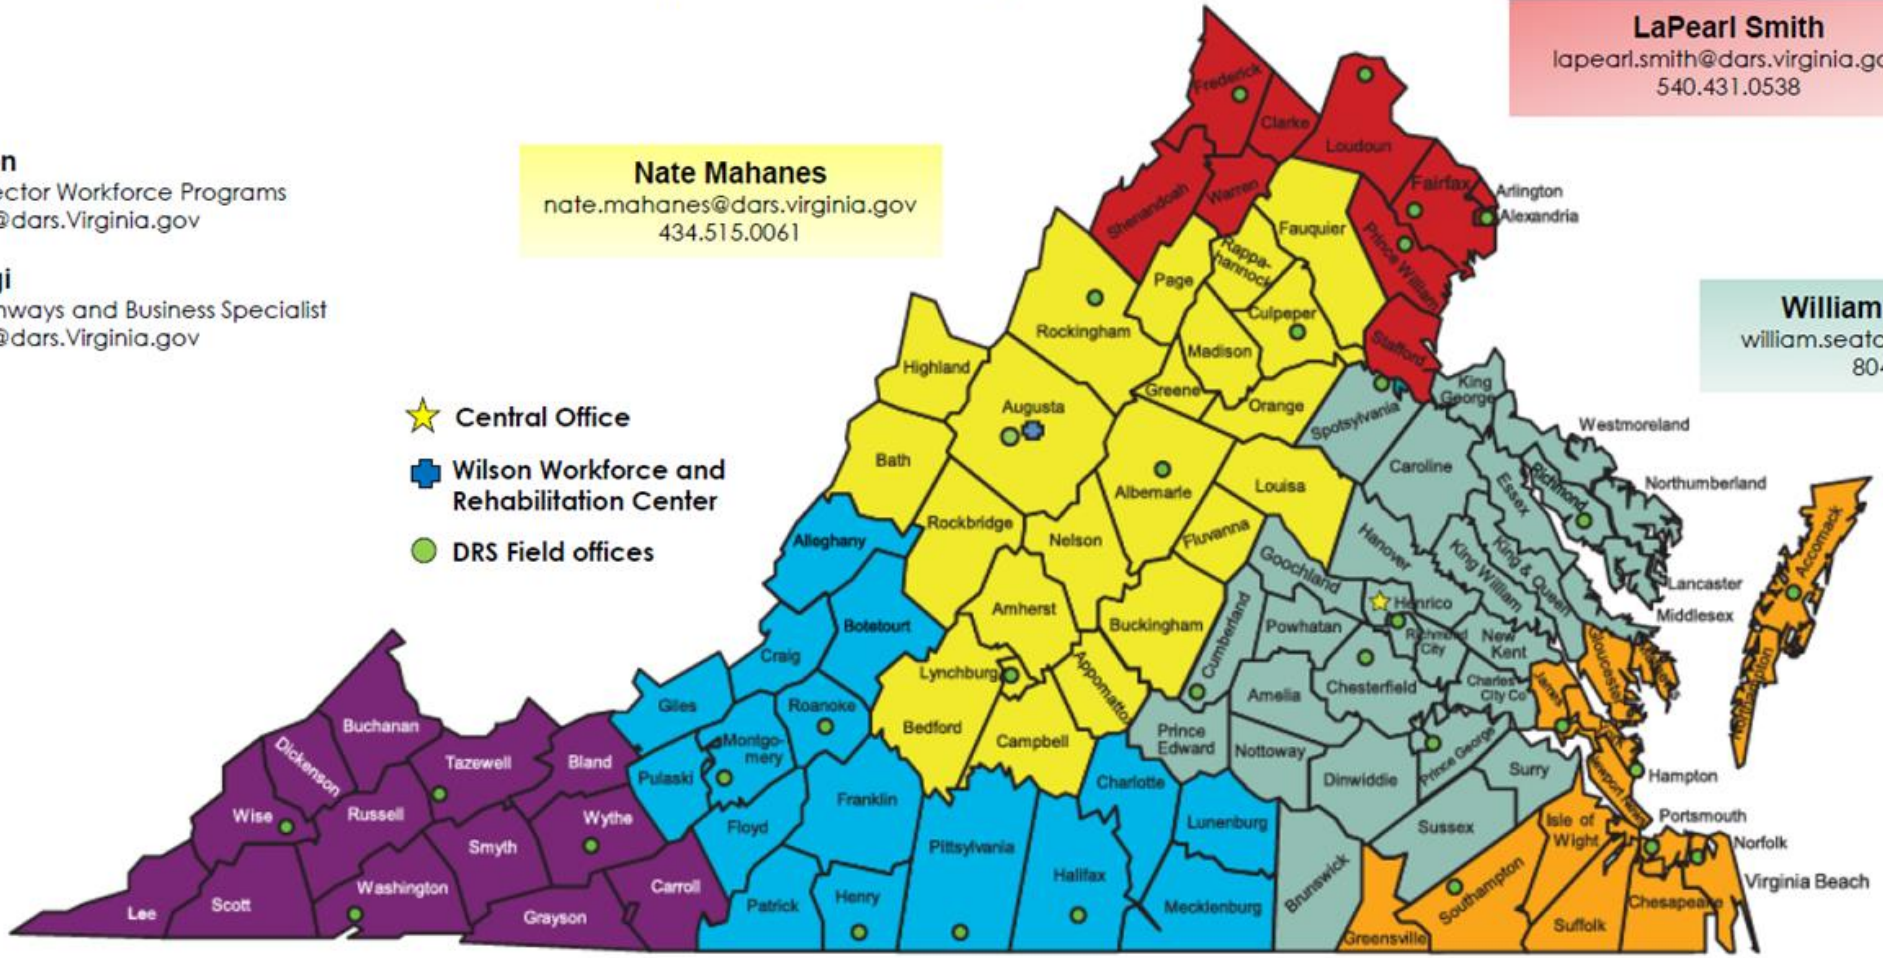 LaPearl Smith
lapearl.smith@dars.virginia.go
540.431.0538
n
ector Workforce Programs
@dars.Virginia.gov
gi
hways and Business Specialist
@dars.Virginia.gov
Nate Mahanes
nate.mahanes@dars.virginia.gov
434.515.0061
William
william.seato
804
Central Office
Wilson Workforce and
Rehabilitation Center
DRS Field offices
Frederick
Clarke
Loudoun
Shenandoah
Warren
Fairfax
Arlington
Alexandria
Prince William
Stafford
Fauquier
Page
Rappa-
hannock
Culpeper
Rockingham
Madison
Greene
Orange
Highland
Augusta
Bath
Albemarle
Louisa
Rockbridge
Nelson
Fluvanna
Amherst
Buckingham
Lynchburg
Appomattox
Bedford
Campbell
Spotsylvania
King
George
Caroline
Westmoreland
Essex
Richmond
Northumberland
Hanover
King William
King & Queen
Lancaster
Middlesex
Goochland
Henrico
Cumberland
Powhatan
Richmond
City
New
Kent
Amelia
Chesterfield
Charles
City Co
Prince
Edward
Nottoway
Dinwiddie
Prince George
Surry
Sussex
Brunswick
Accomack
Northampton
Gloucester
Mathews
James
Newport News
Hampton
Isle of
Wight
Portsmouth
Norfolk
Virginia Beach
Chesapeake
Southampton
Suffolk
Greensville
Alleghany
Botetourt
Craig
Giles
Roanoke
Montgo-
mery
Pulaski
Floyd
Franklin
Patrick
Henry
Pittsylvania
Halifax
Charlotte
Lunenburg
Mecklenburg
Buchanan
Dickenson
Tazewell
Bland
Wise
Russell
Wythe
Smyth
Lee
Scott
Washington
Grayson
Carroll